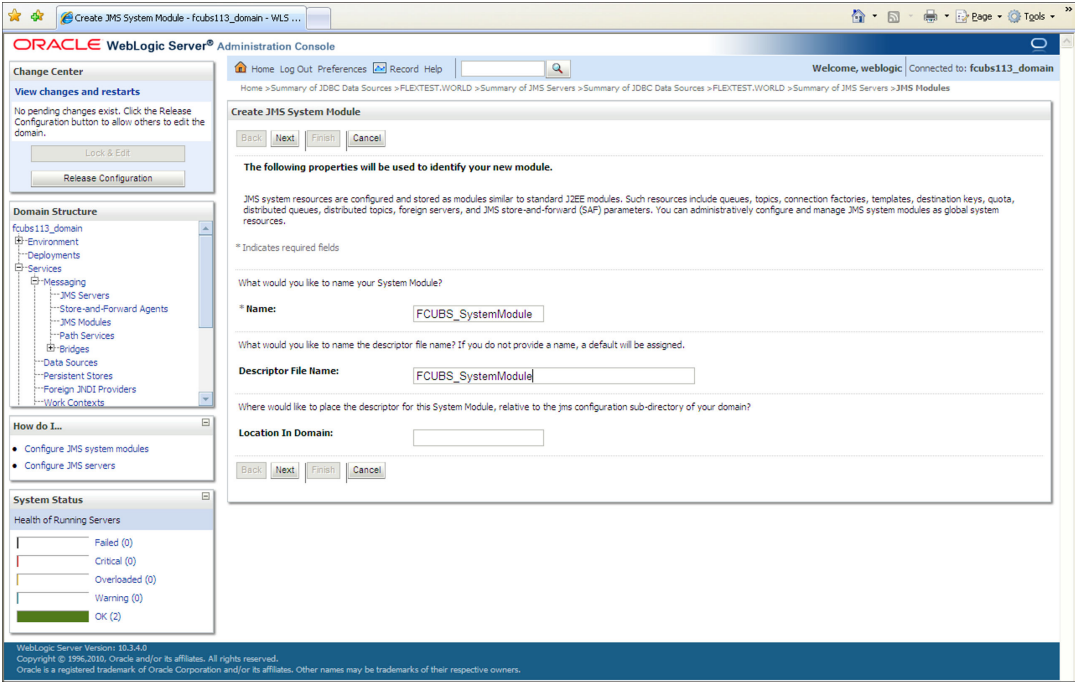 Create JMS System Module - fcubs113_domain - WLS ...
Page
Tools
»
ORACLE WebLogic Server® Administration Console
Change Center
View changes and restarts
No pending changes exist. Click the Release
Configuration button to allow others to edit the
domain.
Lock & Edit
Release Configuration
Domain Structure
fcubs113_domain
Environment
Deployments
Services
Messaging
JMS Servers
Store-and-Forward Agents
JMS Modules
Path Services
Bridges
Data Sources
Persistent Stores
Foreign JNDI Providers
Work Contexts
How do I...
Configure JMS system modules
Configure JMS servers
System Status
Health of Running Servers
Failed (0)
Critical (0)
Overloaded (0)
Warning (0)
OK (2)
Home Log Out Preferences Record Help
Welcome, weblogic Connected to: fcubs113_domain
Home >Summary of JDBC Data Sources >FLEXTEST.WORLD >Summary of JMS Servers >Summary of JDBC Data Sources >FLEXTEST.WORLD >Summary of JMS Servers >JMS Modules
Create JMS System Module
Back Next Finish Cancel
The following properties will be used to identify your new module.
JMS system resources are configured and stored as modules similar to standard J2EE modules. Such resources include queues, topics, connection factories, templates, destination keys, quota,
distributed queues, distributed topics, foreign servers, and JMS store-and-forward (SAF) parameters. You can administratively configure and manage JMS system modules as global system
resources.
* Indicates required fields
What would you like to name your System Module?
* Name: FCUBS_SystemModule
What would you like to name the descriptor file name? If you do not provide a name, a default will be assigned.
Descriptor File Name: FCUBS_SystemModule
Where would like to place the descriptor for this System Module, relative to the jms configuration sub-directory of your domain?
Location In Domain:
Back Next Finish Cancel
WebLogic Server Version: 10.3.4.0
Copyright © 1996,2010, Oracle and/or its affiliates. All rights reserved.
Oracle is a registered trademark of Oracle Corporation and/or its affiliates. Other names may be trademarks of their respective owners.